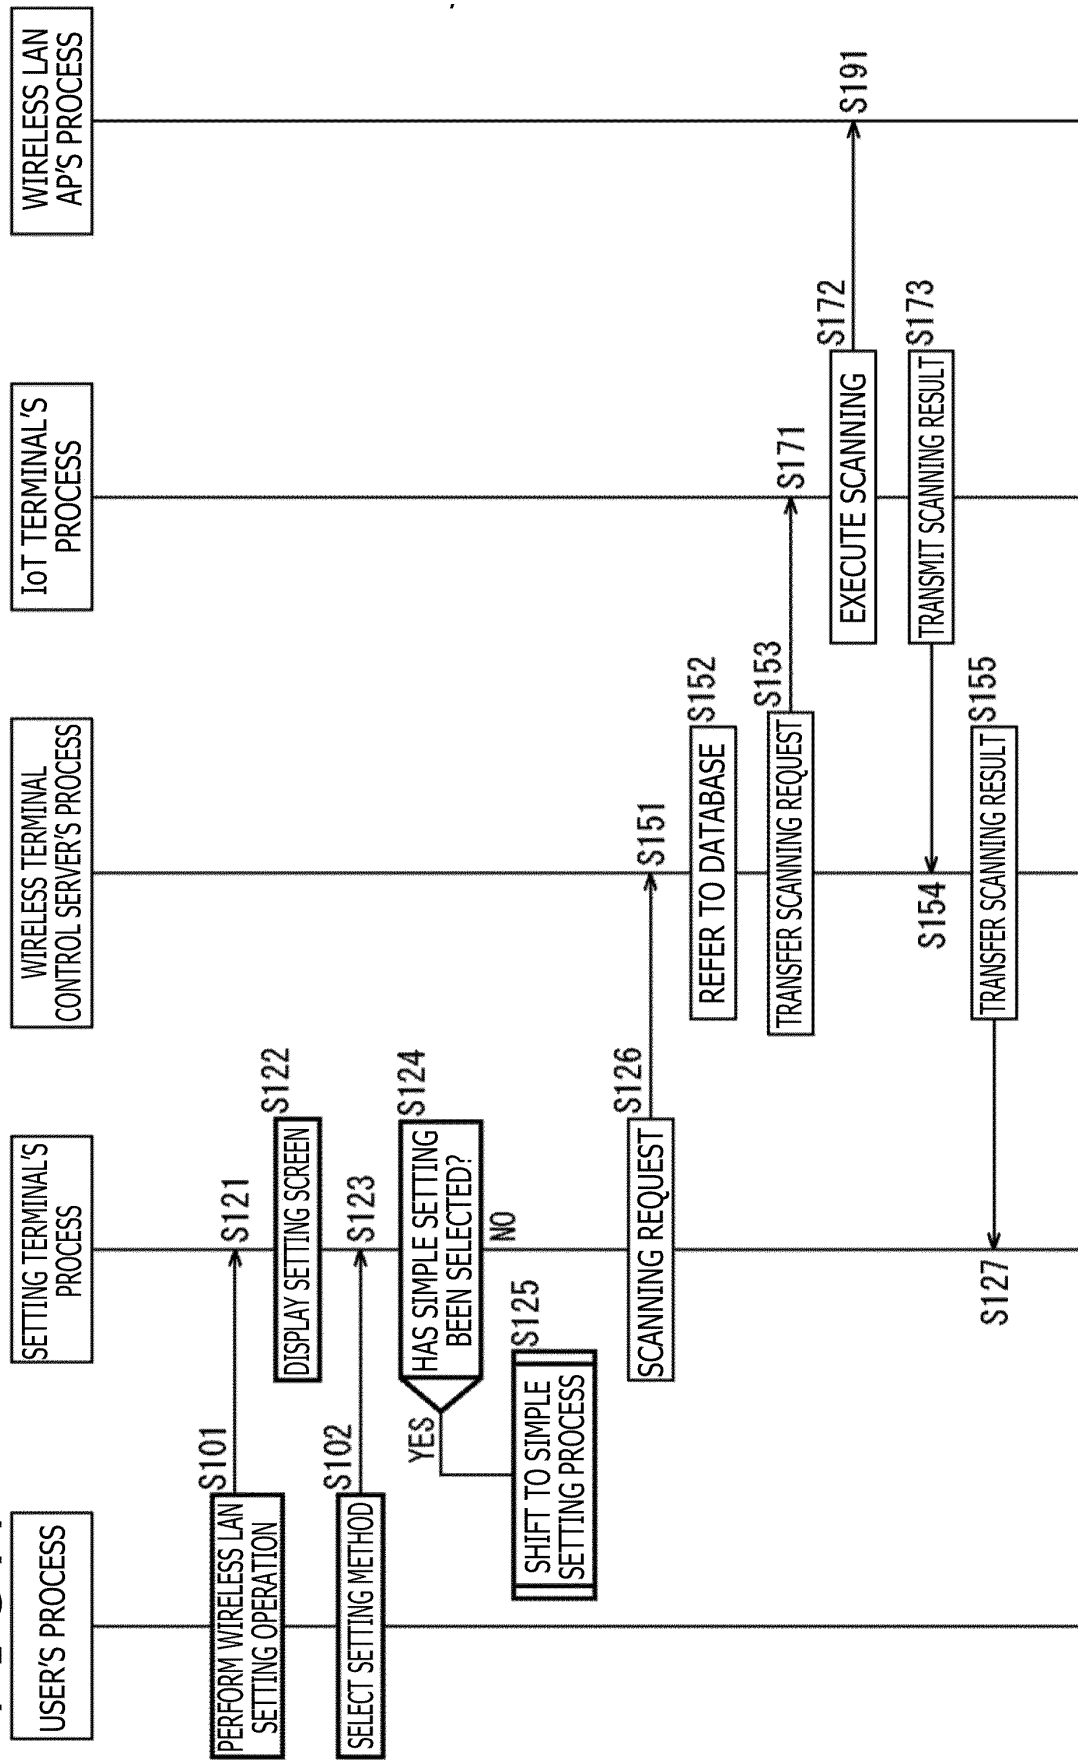 USER'S PROCESS
SETTING TERMINAL'S
PROCESS
WIRELESS TERMINAL
CONTROL SERVER'S PROCESS
IoT TERMINAL'S
PROCESS
WIRELESS LAN
AP'S PROCESS
S101
PERFORM WIRELESS LAN
SETTING OPERATION
S121
S122
DISPLAY SETTING SCREEN
S102
SELECT SETTING METHOD
S123
S124
HAS SIMPLE SETTING
BEEN SELECTED?
YES
NO
S125
SHIFT TO SIMPLE
SETTING PROCESS
S126
SCANNING REQUEST
S151
S152
REFER TO DATABASE
S153
TRANSFER SCANNING REQUEST
S171
S172
EXECUTE SCANNING
S191
S173
TRANSMIT SCANNING RESULT
S154
S155
TRANSFER SCANNING RESULT
S127